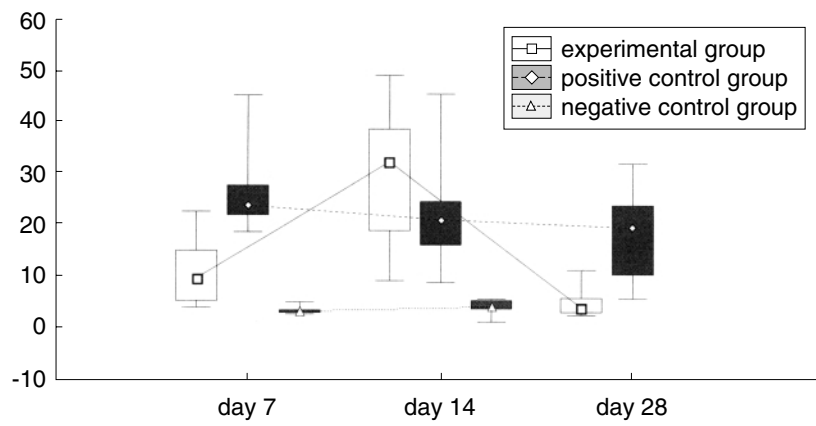 60
50
40
30
20
10
0
-10
experimental group
positive control group
negative control group
day 7 day 14 day 28